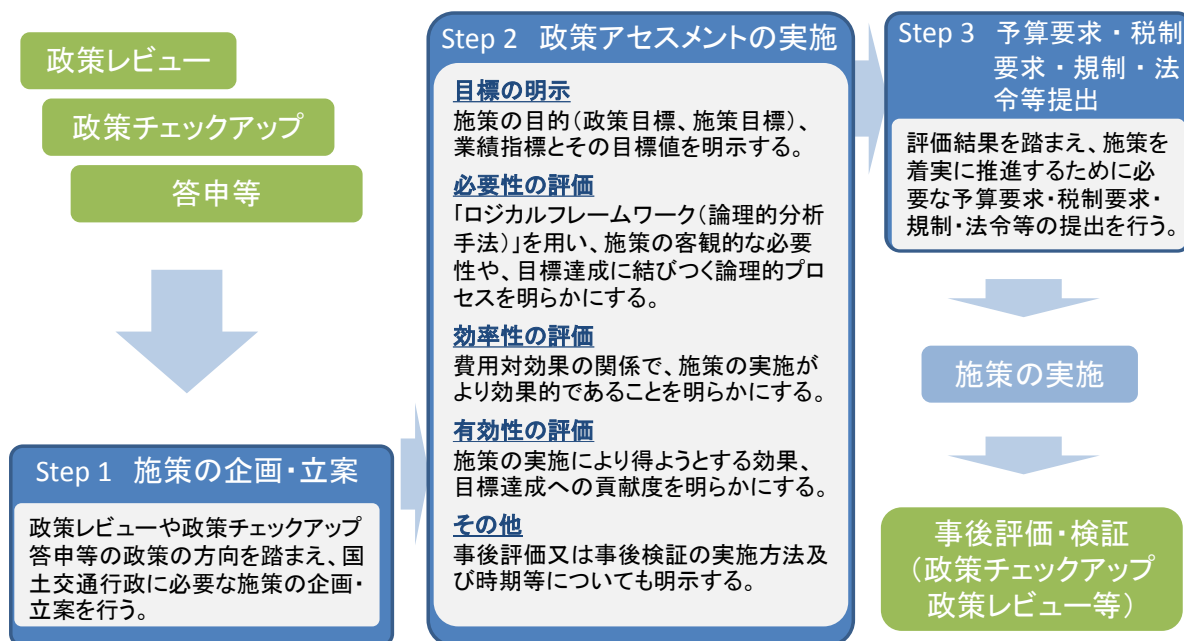 政策レビュー
政策チェックアップ
答申等
Step 1 施策の企画・立案
政策レビューや政策チェックアップ
答申等の政策の方向を踏まえ、国
土交通行政に必要な施策の企画・
立案を行う。
Step 2 政策アセスメントの実施
目標の明示
施策の目的(政策目標、施策目標)、
業績指標とその目標値を明示する。
必要性の評価
「ロジカルフレームワーク(論理的分析
手法)」を用い、施策の客観的な必要
性や、目標達成に結びつく論理的プロ
セスを明らかにする。
効率性の評価
費用対効果の関係で、施策の実施が
より効果的であることを明らかにする。
有効性の評価
施策の実施により得ようとする効果、
目標達成への貢献度を明らかにする。
その他
事後評価又は事後検証の実施方法及
び時期等についても明示する。
Step 3 予算要求・税制
要求・規制・法
令等提出
評価結果を踏まえ、施策を
着実に推進するために必
要な予算要求・税制要求・
規制・法令等の提出を行う。
施策の実施
事後評価・検証
(政策チェックアップ
政策レビュー等)